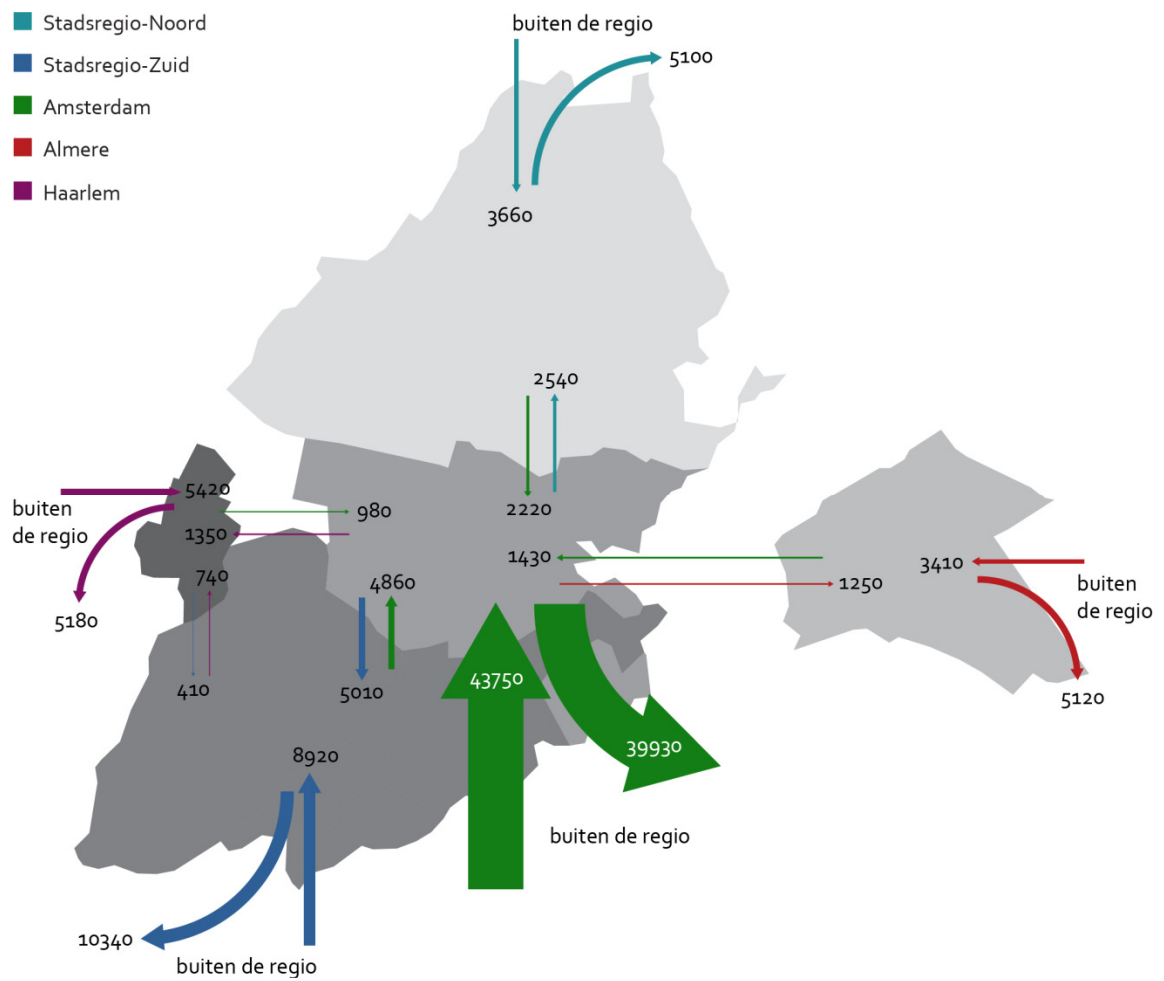 Stadsregio-Noord
Stadsregio-Zuid
Amsterdam
Almere
Haarlem
buiten de regio
5100
3660
2540
5420
buiten
de regio
980
1350
2220
1430
740
4860
1250
3410
buiten
de regio
5180
410
5010
43750
5120
39930
8920
buiten de regio
10340
buiten de regio